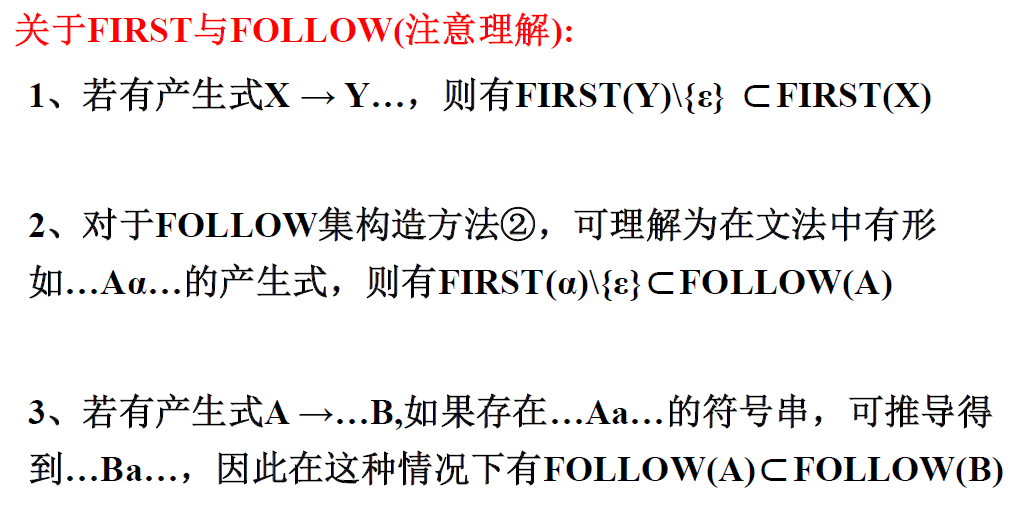 关于FIRST与FOLLOW(注意理解):
1、若有产生式X → Y…，则有FIRST(Y)\{ε} ⊂ FIRST(X)
2、对于FOLLOW集构造方法②，可理解为在文法中有形
如…Aα…的产生式，则有FIRST(α)\{ε}⊂FOLLOW(A)
3、若有产生式A →…B,如果存在…Aa…的符号串，可推导得
到…Ba…，因此在这种情况下有FOLLOW(A)⊂FOLLOW(B)